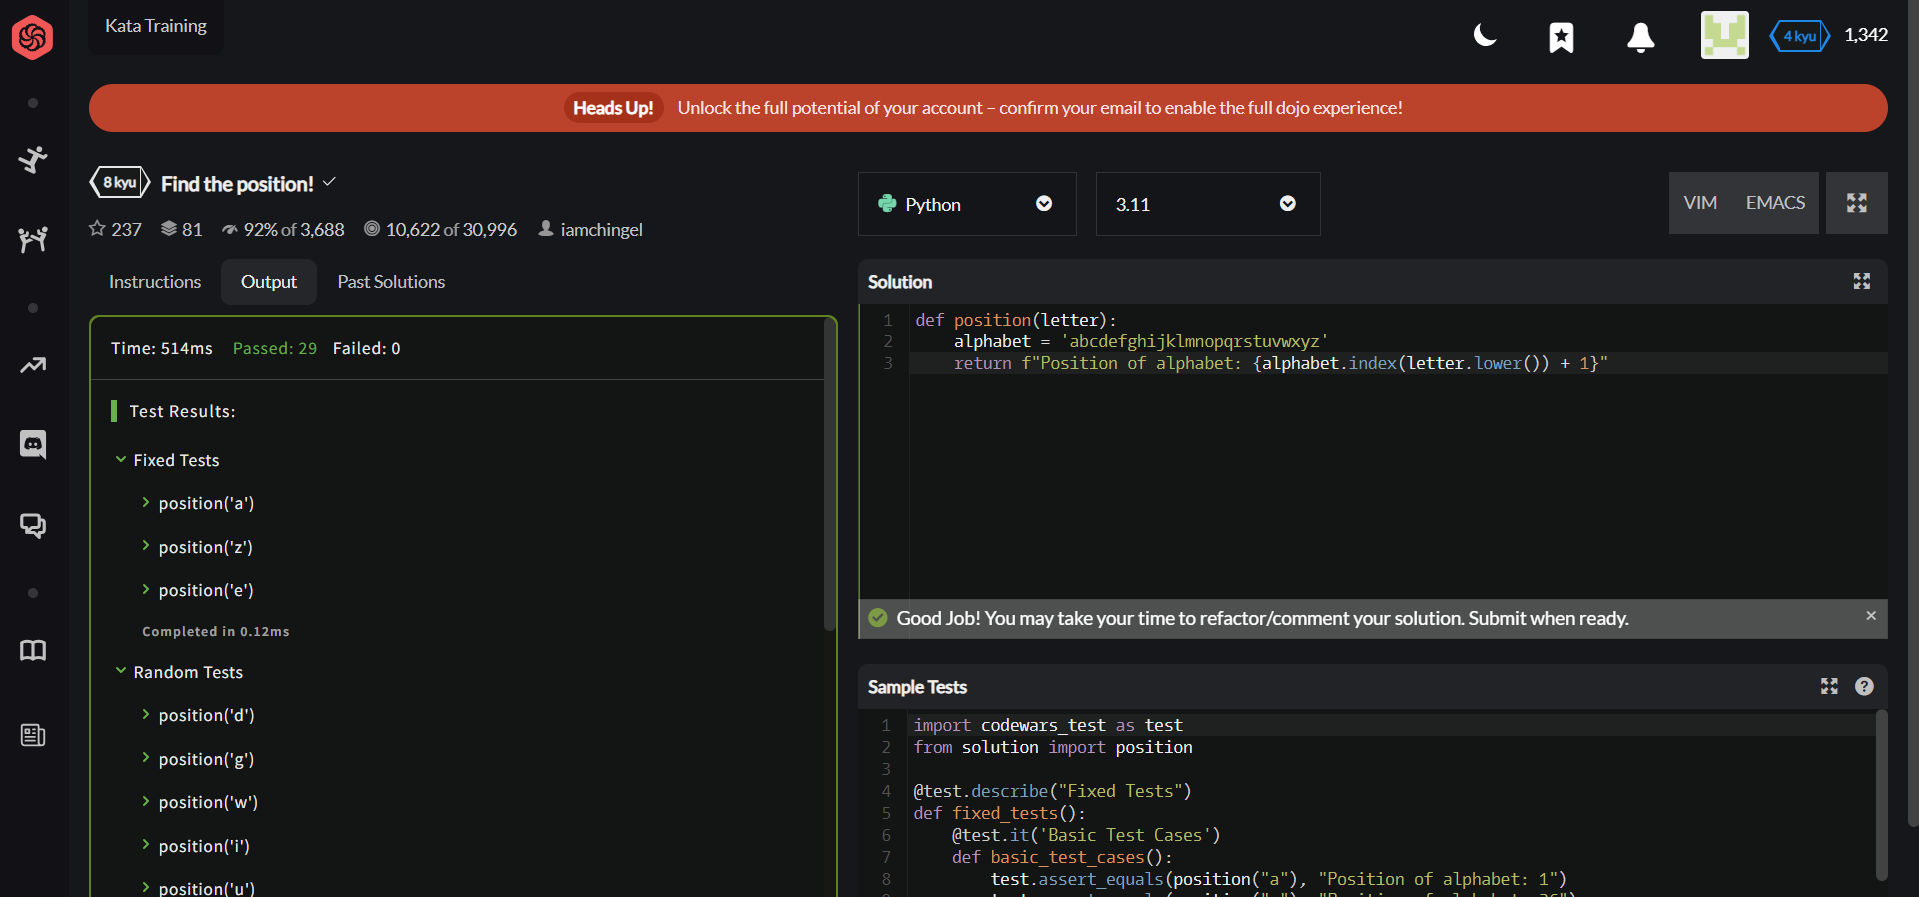 Kata Training
4 kyu 1,342
Heads Up! Unlock the full potential of your account – confirm your email to enable the full dojo experience!
8 kyu Find the position!
237 81 92% of 3,688 10,622 of 30,996 iamchingel
Python 3.11 VIM EMACS
Instructions Output Past Solutions
Time: 514ms Passed: 29 Failed: 0
Test Results:
Fixed Tests
position('a')
position('z')
position('e')
Completed in 0.12ms
Random Tests
position('d')
position('g')
position('w')
position('i')
position('u')
Solution
1 def position(letter):
2 alphabet = 'abcdefghijklmnopqrstuvwxyz'
3 return f"Position of alphabet: {alphabet.index(letter.lower()) + 1}"
Good Job! You may take your time to refactor/comment your solution. Submit when ready.
Sample Tests
1 import codewars_test as test
2 from solution import position
3
4 @test.describe("Fixed Tests")
5 def fixed_tests():
6 @test.it('Basic Test Cases')
7 def basic_test_cases():
8 test.assert_equals(position("a"), "Position of alphabet: 1")